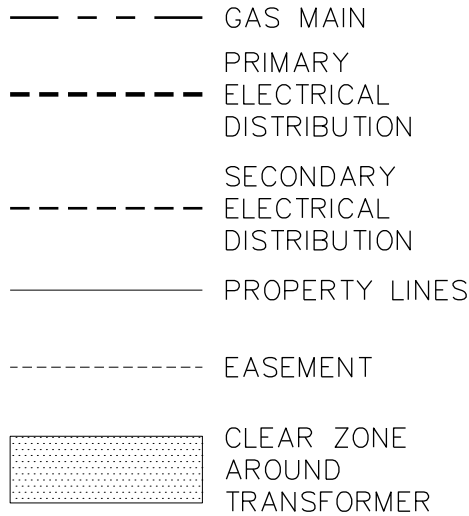 GAS MAIN
PRIMARY
ELECTRICAL
DISTRIBUTION
SECONDARY
ELECTRICAL
DISTRIBUTION
PROPERTY LINES
EASEMENT
CLEAR ZONE
AROUND
TRANSFORMER